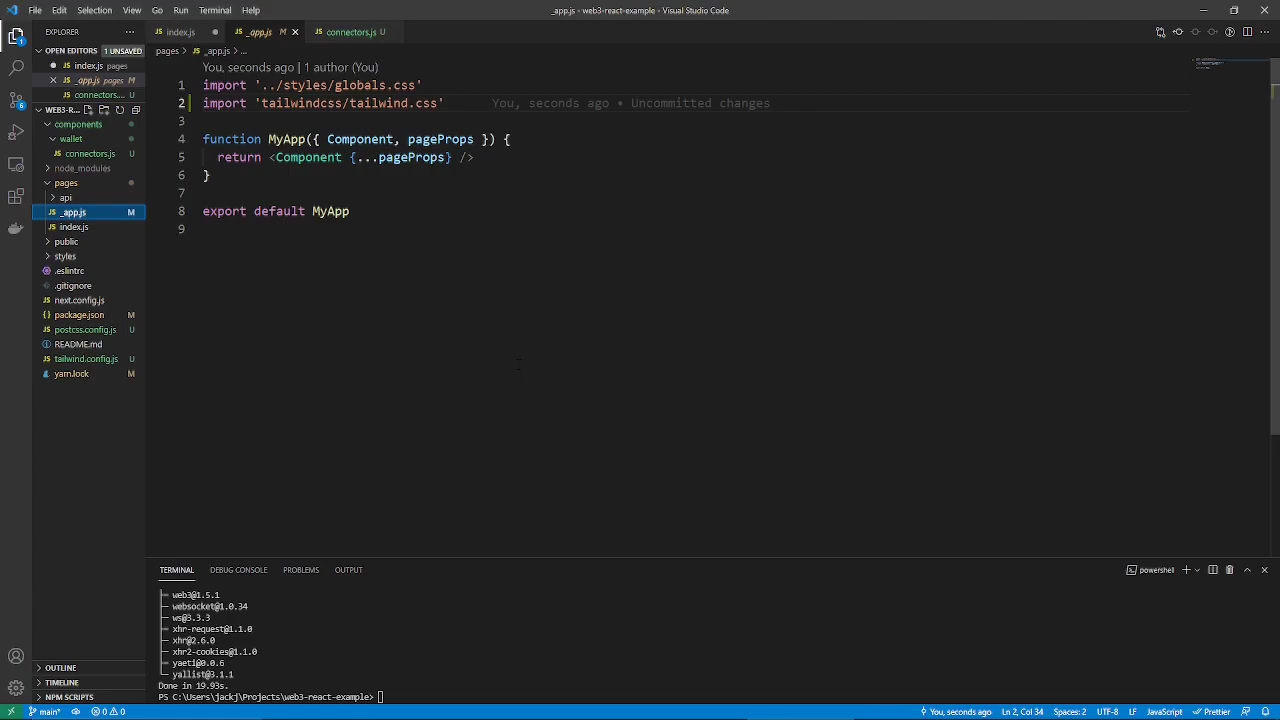 File Edit Selection View Go Run Terminal Help
_app.js - web3-react-example - Visual Studio Code
EXPLORER
OPEN EDITORS 1 UNSAVED
index.js pages
_app.js pages M
connectors.... U
WEB3-R...
components
wallet
connectors.js U
node_modules
pages
api
_app.js M
index.js
public
styles
.eslintrc
.gitignore
next.config.js
package.json M
postcss.config.js U
README.md
tailwind.config.js U
yarn.lock M
OUTLINE
TIMELINE
NPM SCRIPTS
index.js
_app.js M
connectors.js U
pages > _app.js > ...
You, seconds ago | 1 author (You)
1 import '../styles/globals.css'
2 import 'tailwindcss/tailwind.css' You, seconds ago • Uncommitted changes
3
4 function MyApp({ Component, pageProps }) {
5 return <Component {...pageProps} />
6 }
7
8 export default MyApp
9
TERMINAL DEBUG CONSOLE PROBLEMS OUTPUT
powershell
├─ web3@1.5.1
├─ websocket@1.0.34
├─ ws@3.3.3
├─ xhr-request@1.1.0
├─ xhr@2.6.0
├─ xhr2-cookies@1.1.0
├─ yaeti@0.0.6
└─ yallist@3.1.1
Done in 19.93s.
PS C:\Users\jackj\Projects\web3-react-example>
main* 0 0
You, seconds ago Ln 2, Col 34 Spaces: 2 UTF-8 LF JavaScript Prettier